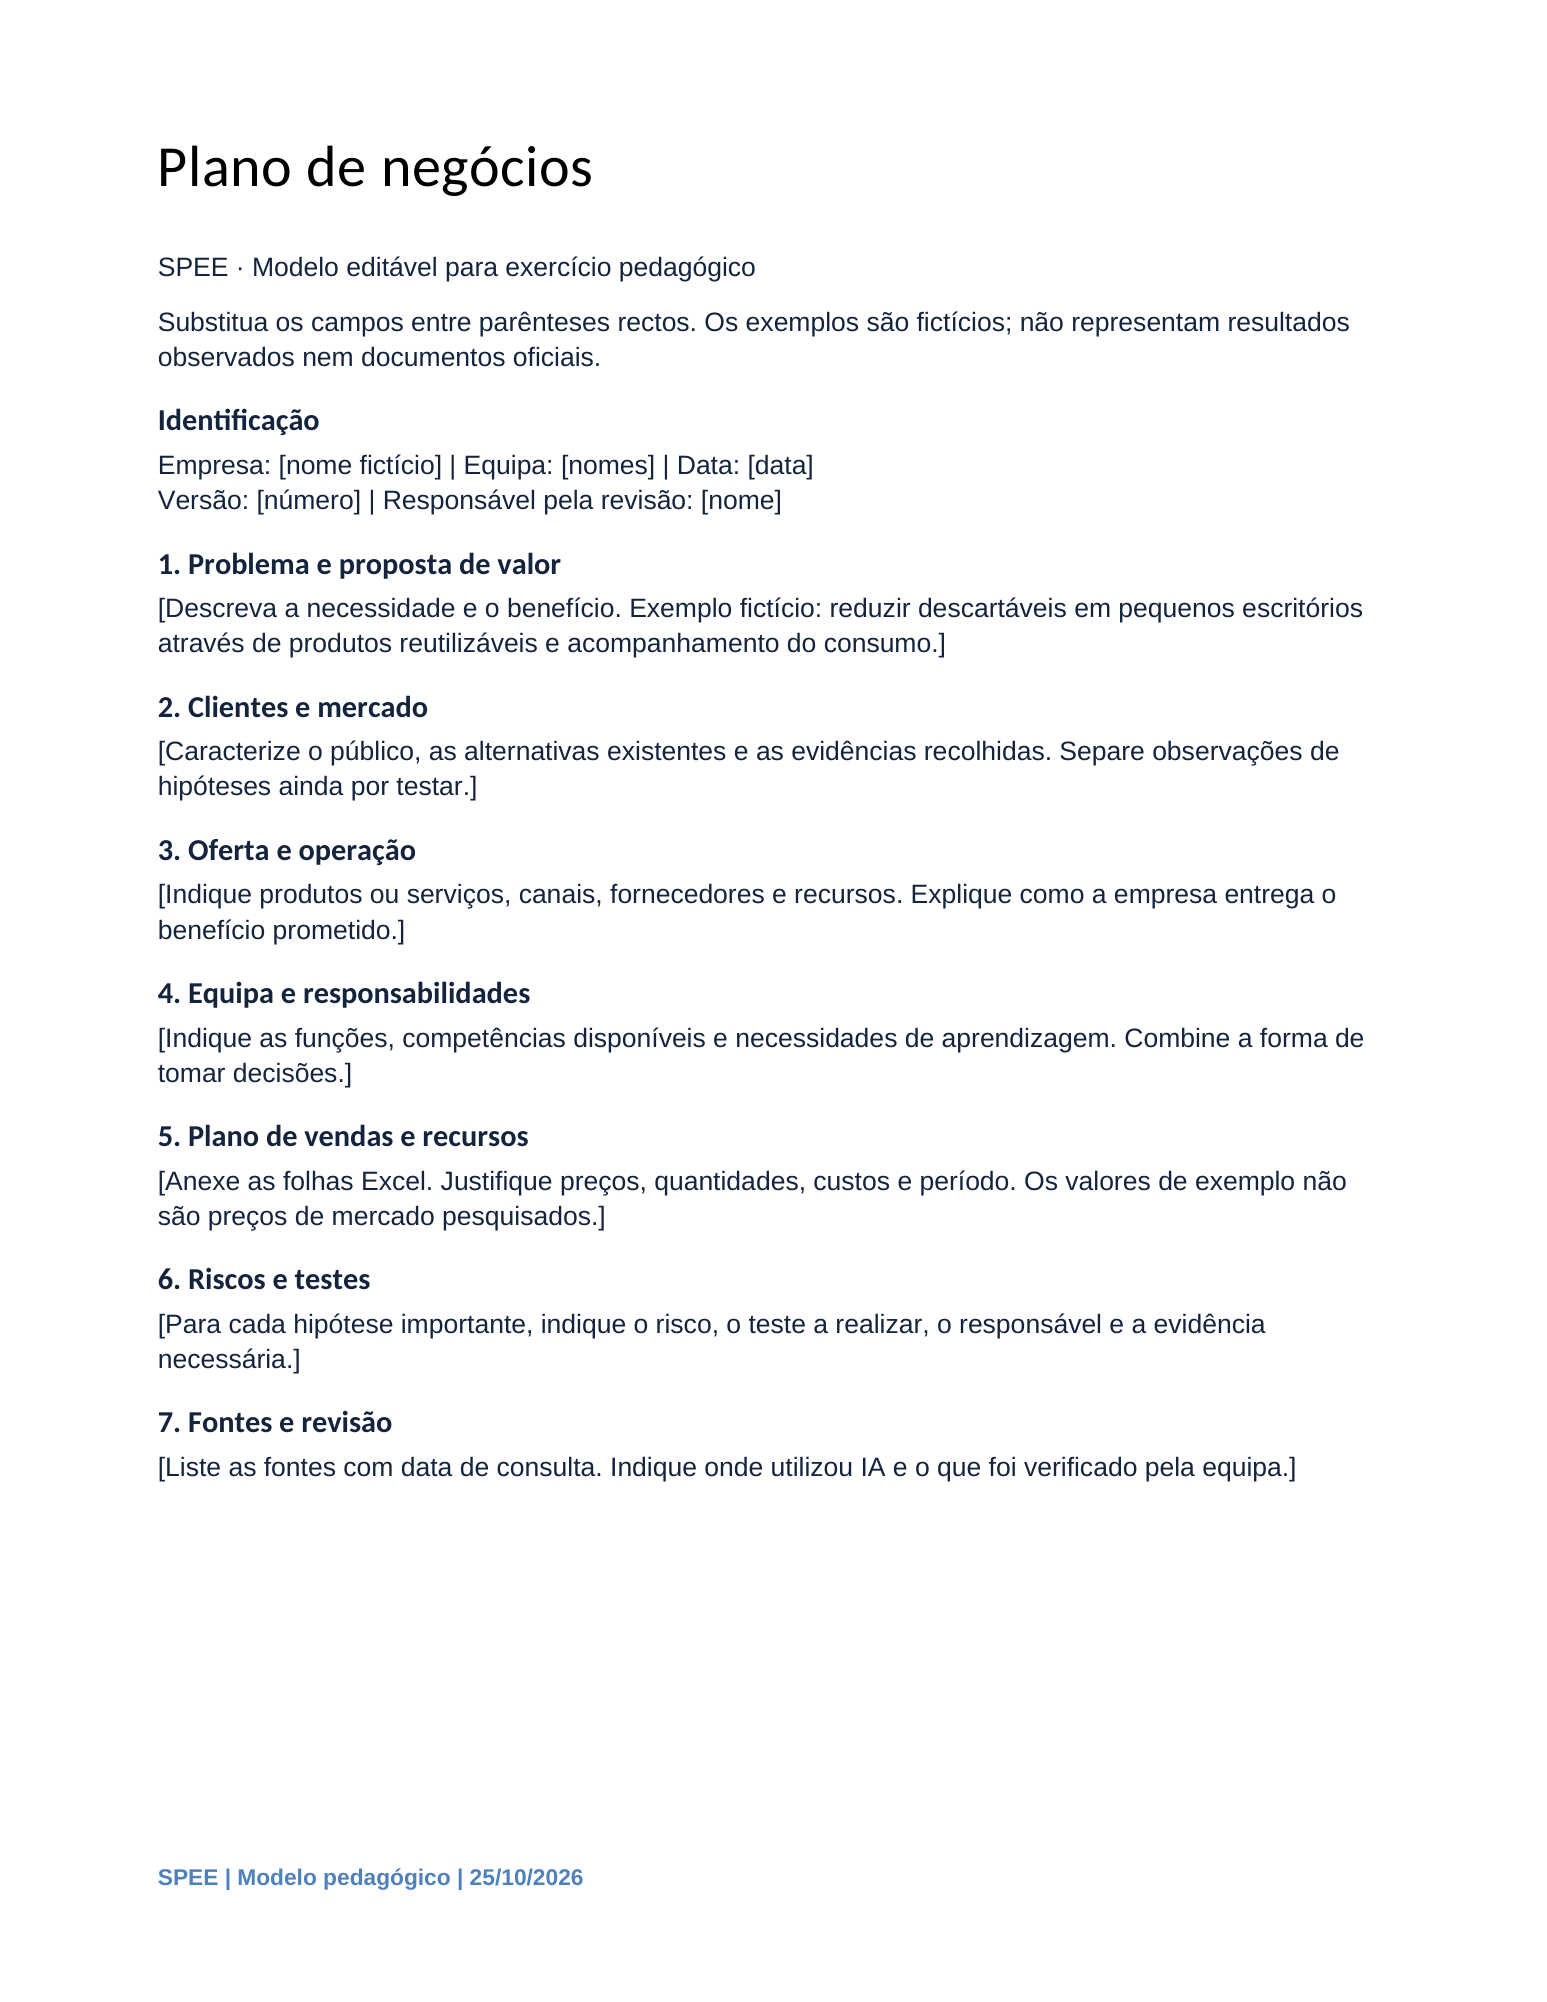 Plano de negócios
SPEE · Modelo editável para exercício pedagógico
Substitua os campos entre parênteses rectos. Os exemplos são fictícios; não representam resultados
observados nem documentos oficiais.
Identificação
Empresa: [nome fictício] | Equipa: [nomes] | Data: [data]
Versão: [número] | Responsável pela revisão: [nome]
1. Problema e proposta de valor
[Descreva a necessidade e o benefício. Exemplo fictício: reduzir descartáveis em pequenos escritórios
através de produtos reutilizáveis e acompanhamento do consumo.]
2. Clientes e mercado
[Caracterize o público, as alternativas existentes e as evidências recolhidas. Separe observações de
hipóteses ainda por testar.]
3. Oferta e operação
[Indique produtos ou serviços, canais, fornecedores e recursos. Explique como a empresa entrega o
benefício prometido.]
4. Equipa e responsabilidades
[Indique as funções, competências disponíveis e necessidades de aprendizagem. Combine a forma de
tomar decisões.]
5. Plano de vendas e recursos
[Anexe as folhas Excel. Justifique preços, quantidades, custos e período. Os valores de exemplo não
são preços de mercado pesquisados.]
6. Riscos e testes
[Para cada hipótese importante, indique o risco, o teste a realizar, o responsável e a evidência
necessária.]
7. Fontes e revisão
[Liste as fontes com data de consulta. Indique onde utilizou IA e o que foi verificado pela equipa.]
SPEE | Modelo pedagógico | 25/10/2026